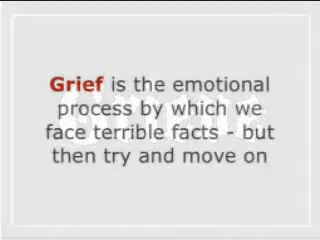 Grief is the emotional
process by which we
face terrible facts - but
then try and move on